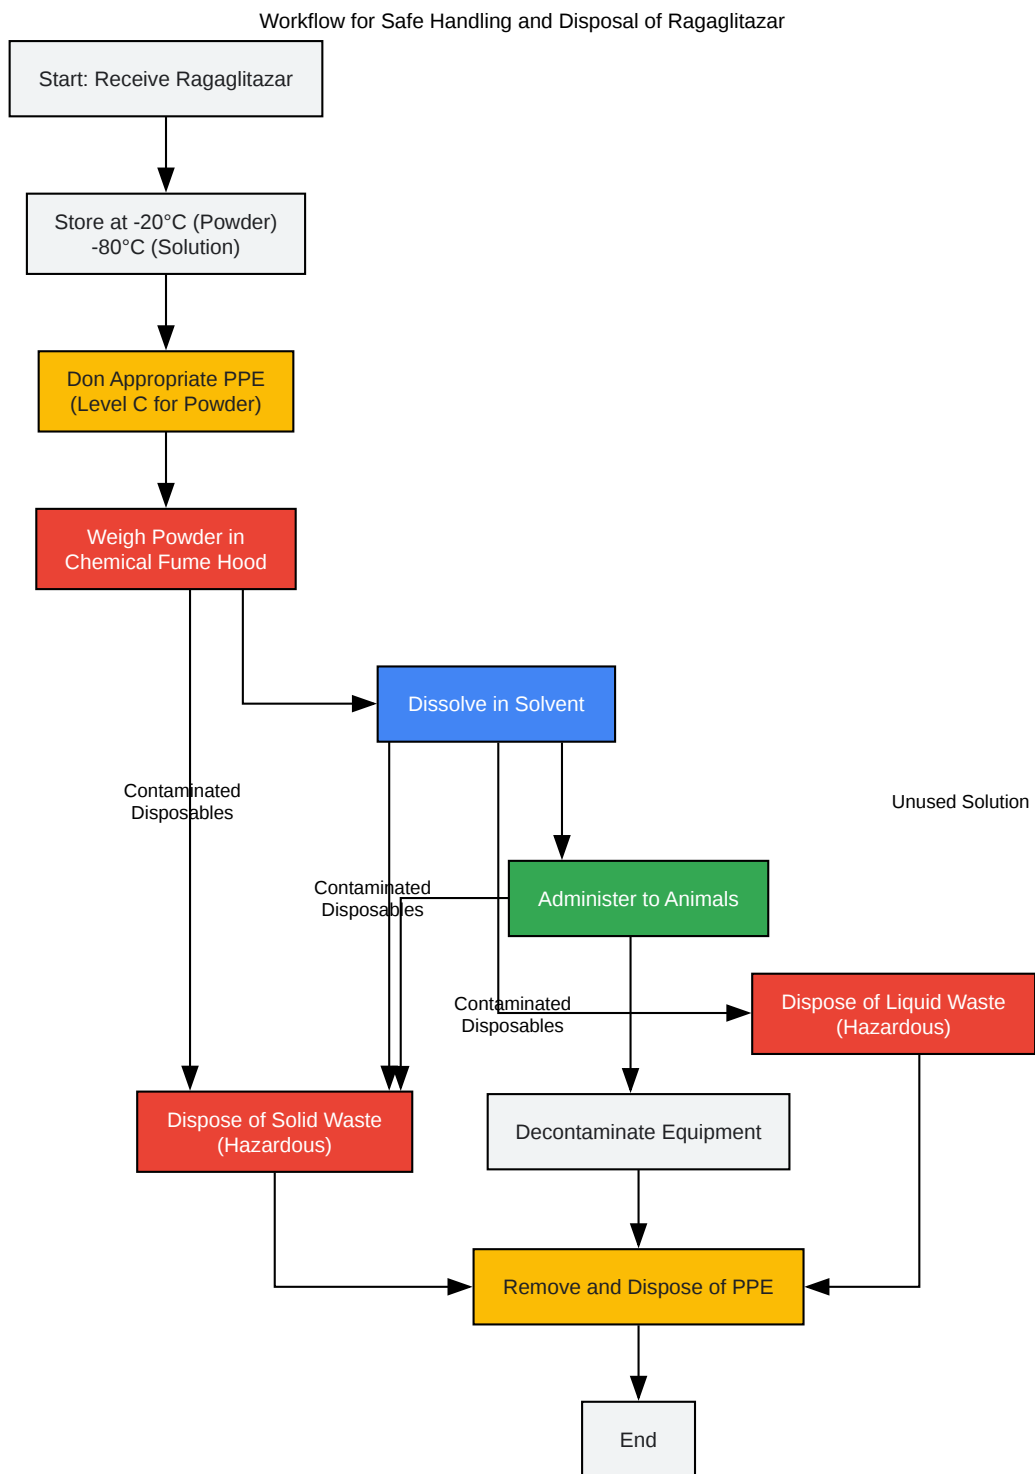 Workflow for Safe Handling and Disposal of Ragaglitazar
Start: Receive Ragaglitazar
Store at -20°C (Powder)
-80°C (Solution)
Don Appropriate PPE
(Level C for Powder)
Weigh Powder in
Chemical Fume Hood
Dissolve in Solvent
Contaminated
Disposables
Unused Solution
Contaminated
Disposables
Administer to Animals
Contaminated
Disposables
Dispose of Liquid Waste
(Hazardous)
Dispose of Solid Waste
(Hazardous)
Decontaminate Equipment
Remove and Dispose of PPE
End